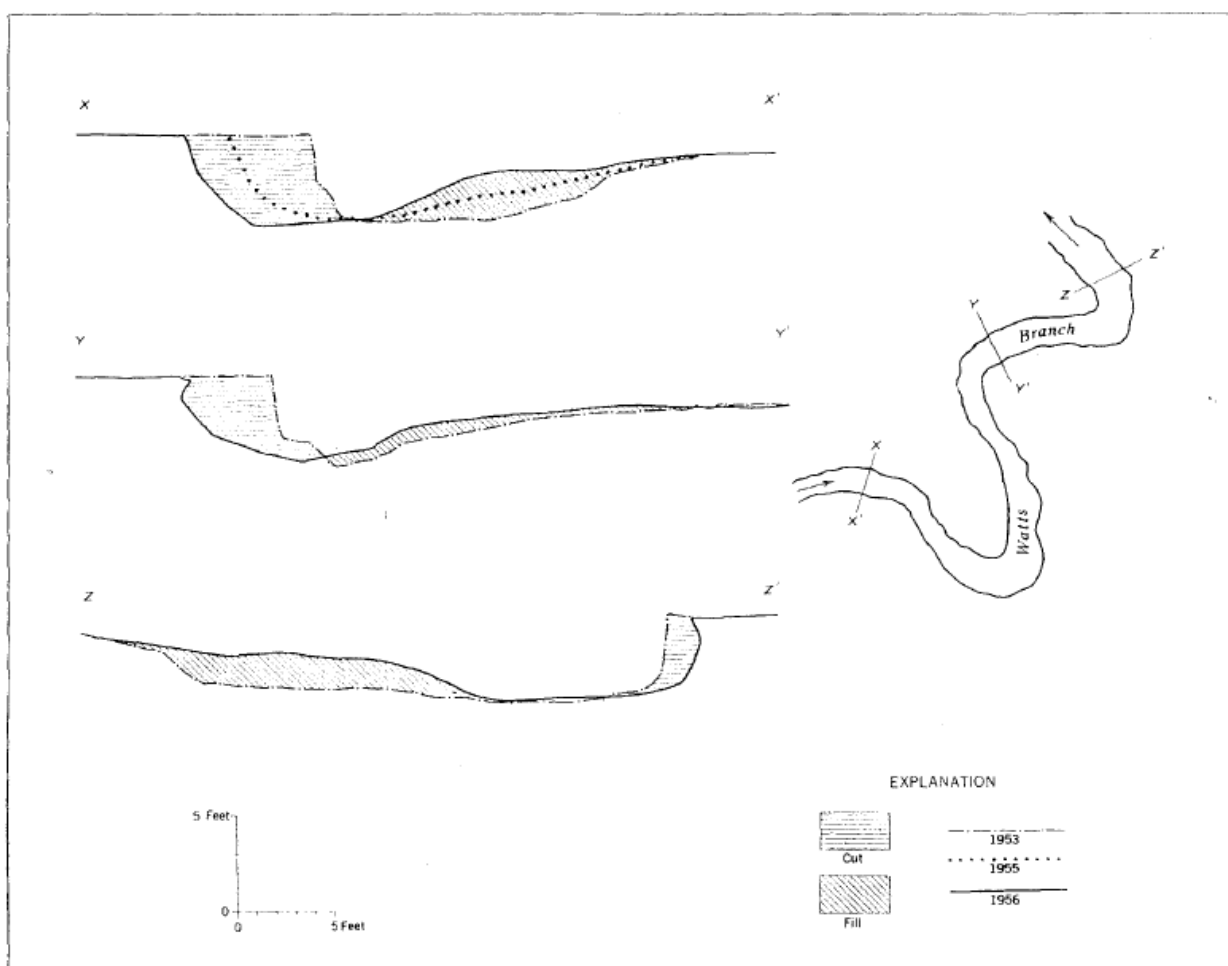 X X'
Y Y'
Z Z'
X
X'
Y
Y'
Z
Z'
Watts
Branch
5 Feet
0
0 5 Feet
EXPLANATION
Cut
Fill
1953
1955
1956